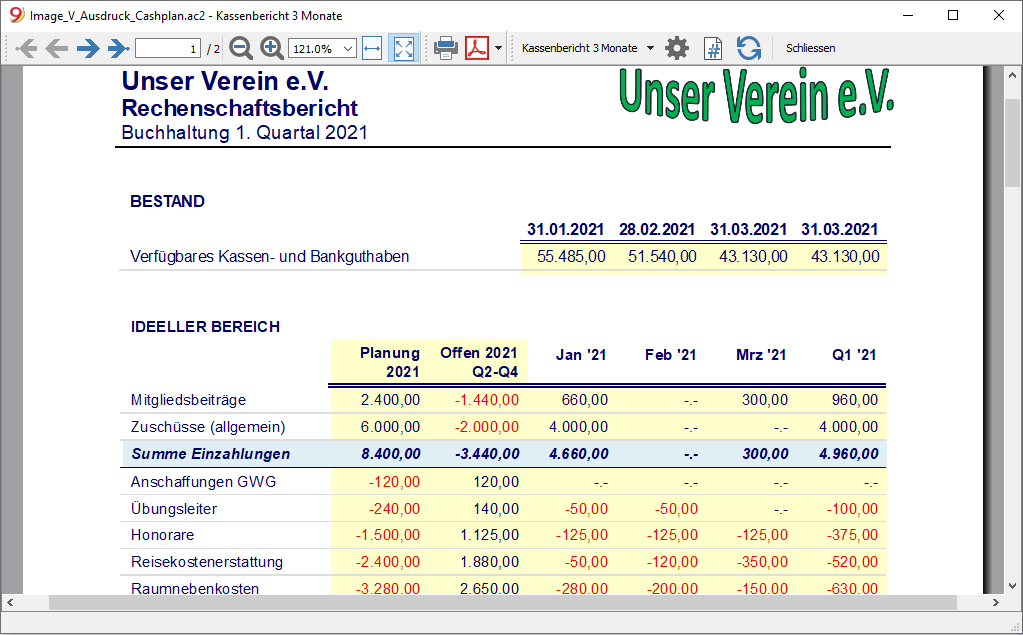 Image_V_Ausdruck_Cashplan.ac2 - Kassenbericht 3 Monate
1 / 2 121.0% Kassenbericht 3 Monate Schliessen
Unser Verein e.V.
Rechenschaftsbericht
Buchhaltung 1. Quartal 2021
Unser Verein e.V.
BESTAND
31.01.2021 28.02.2021 31.03.2021 31.03.2021
Verfügbares Kassen- und Bankguthaben 55.485,00 51.540,00 43.130,00 43.130,00
IDEELLER BEREICH
Planung 2021 Offen 2021 Q2-Q4 Jan '21 Feb '21 Mrz '21 Q1 '21
Mitgliedsbeiträge 2.400,00 -1.440,00 660,00 -.- 300,00 960,00
Zuschüsse (allgemein) 6.000,00 -2.000,00 4.000,00 -.- -.- 4.000,00
Summe Einzahlungen 8.400,00 -3.440,00 4.660,00 -.- 300,00 4.960,00
Anschaffungen GWG -120,00 120,00 -.- -.- -.- -.-
Übungsleiter -240,00 140,00 -50,00 -50,00 -.- -100,00
Honorare -1.500,00 1.125,00 -125,00 -125,00 -125,00 -375,00
Reisekostenerstattung -2.400,00 1.880,00 -50,00 -120,00 -350,00 -520,00
Raumnebenkosten -3.280,00 2.650,00 -280,00 -200,00 -150,00 -630,00